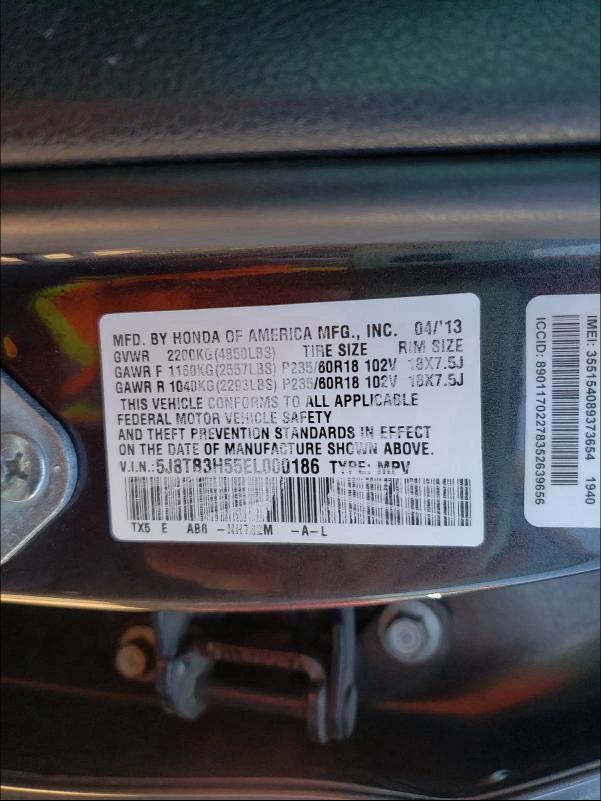 MFD. BY HONDA OF AMERICA MFG., INC. 04/'13
GVWR 2200KG(4850LBS) TIRE SIZE RIM SIZE
GAWR F 1160KG(2557LBS) P235/60R18 102V 18X7.5J
GAWR R 1040KG(2293LBS) P235/60R18 102V 18X7.5J
THIS VEHICLE CONFORMS TO ALL APPLICABLE
FEDERAL MOTOR VEHICLE SAFETY
AND THEFT PREVENTION STANDARDS IN EFFECT
ON THE DATE OF MANUFACTURE SHOWN ABOVE.
V.I.N.:5J8TB3H55EL000186 TYPE: MPV
TX5 E AB6 -NH782M -A-L
IMEI: 355154089373654 1940
ICCID: 89011702278352639656